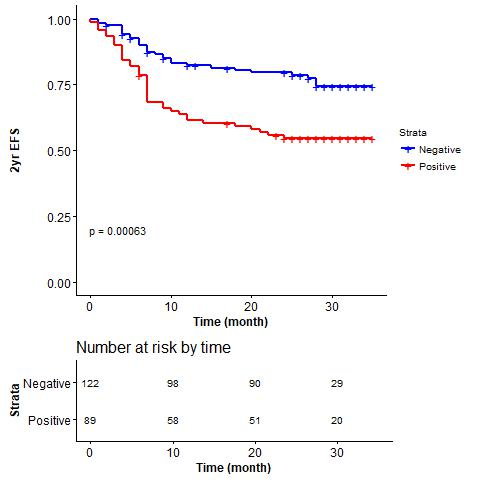 1.00
0.75
0.50
0.25
0.00
2yr EFS
p = 0.00063
0 10 20 30
Time (month)
Strata
Negative
Positive
Number at risk by time
Strata
Negative 122 98 90 29
Positive 89 58 51 20
0 10 20 30
Time (month)